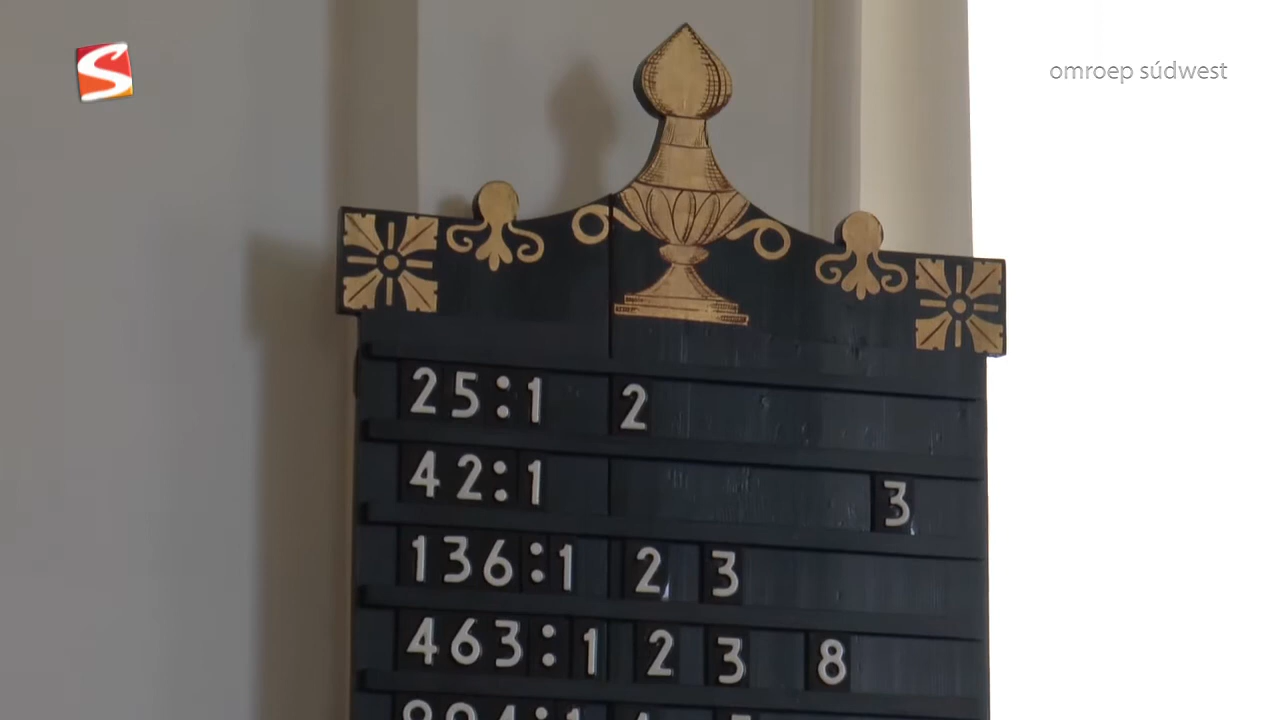 S
omroep súdwest
25:1 2
42:1 3
136:1 2 3
463:1 2 3 8